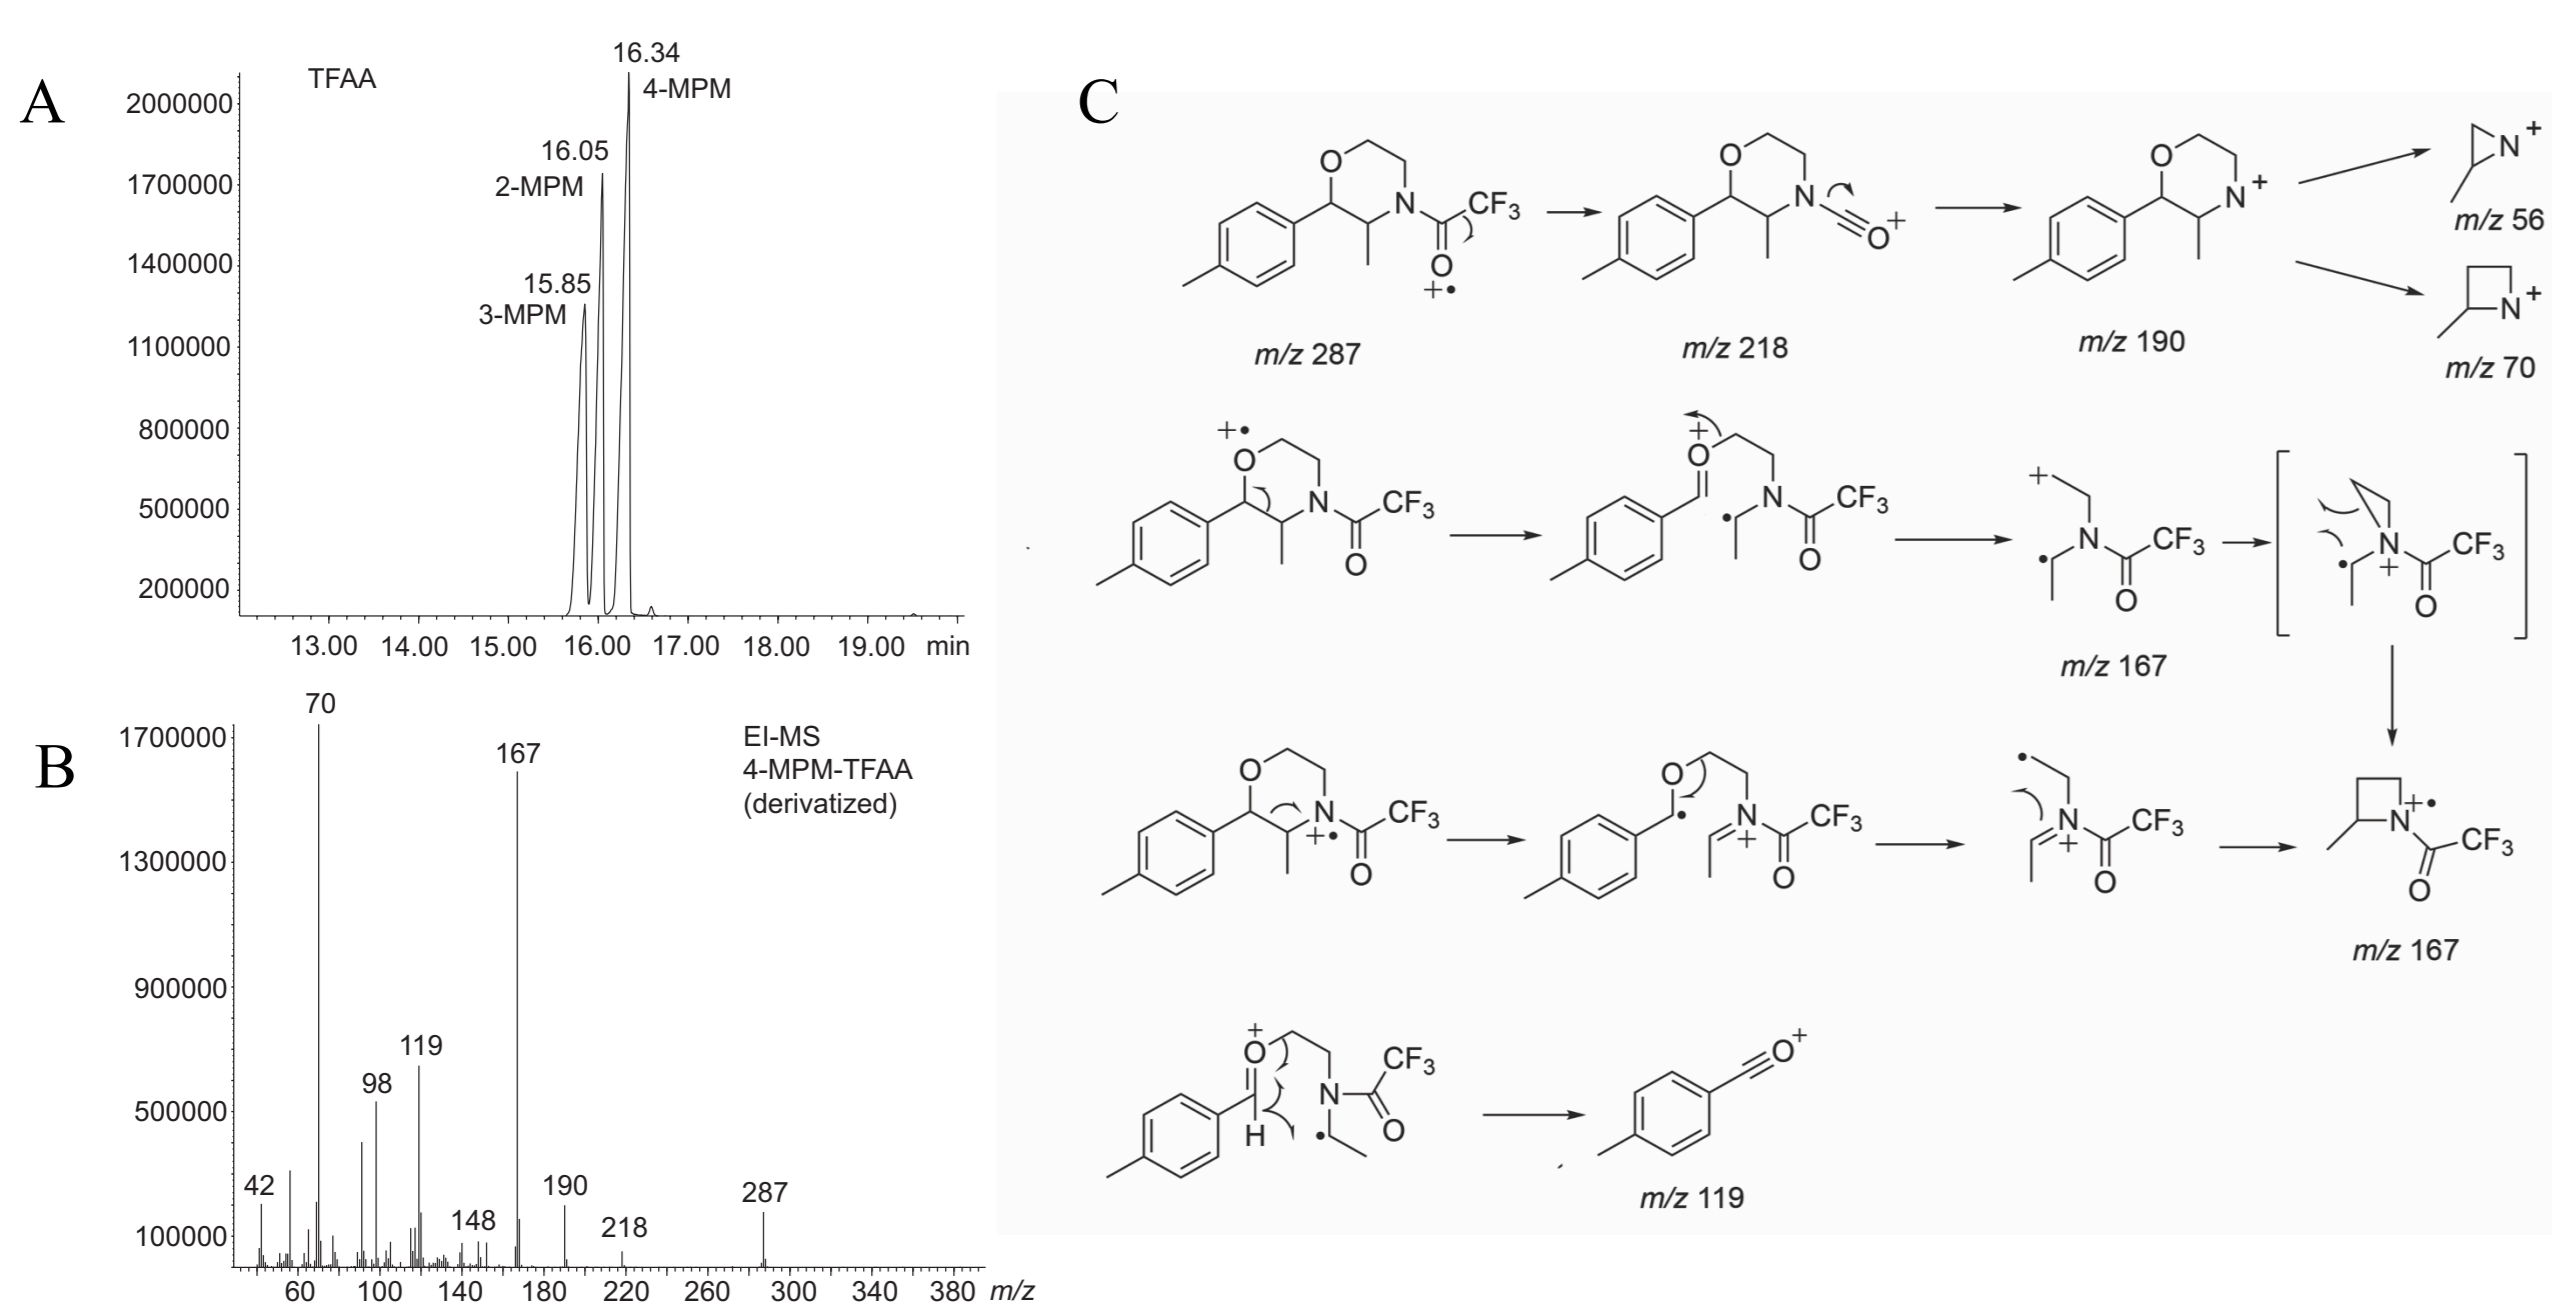 A
TFAA
16.34
4-MPM
16.05
2-MPM
15.85
3-MPM
2000000
1700000
1400000
1100000
800000
500000
200000
13.00 14.00 15.00 16.00 17.00 18.00 19.00 min
B
EI-MS
4-MPM-TFAA
(derivatized)
70
167
119
98
42
148
190
218
287
1700000
1300000
900000
500000
100000
60 100 140 180 220 260 300 340 380 m/z
C
O N CF3 O +•
m/z 287
O N O+
m/z 218
O N +
m/z 190
N +
m/z 56
N +
m/z 70
+• O N CF3 O
+ O • N CF3 O
+ • N CF3 O
m/z 167
• N + CF3 O
O N +• CF3 O
O • N + CF3 O
• N + CF3 O
N +• CF3 O
m/z 167
+ O H N • CF3 O
O+
m/z 119